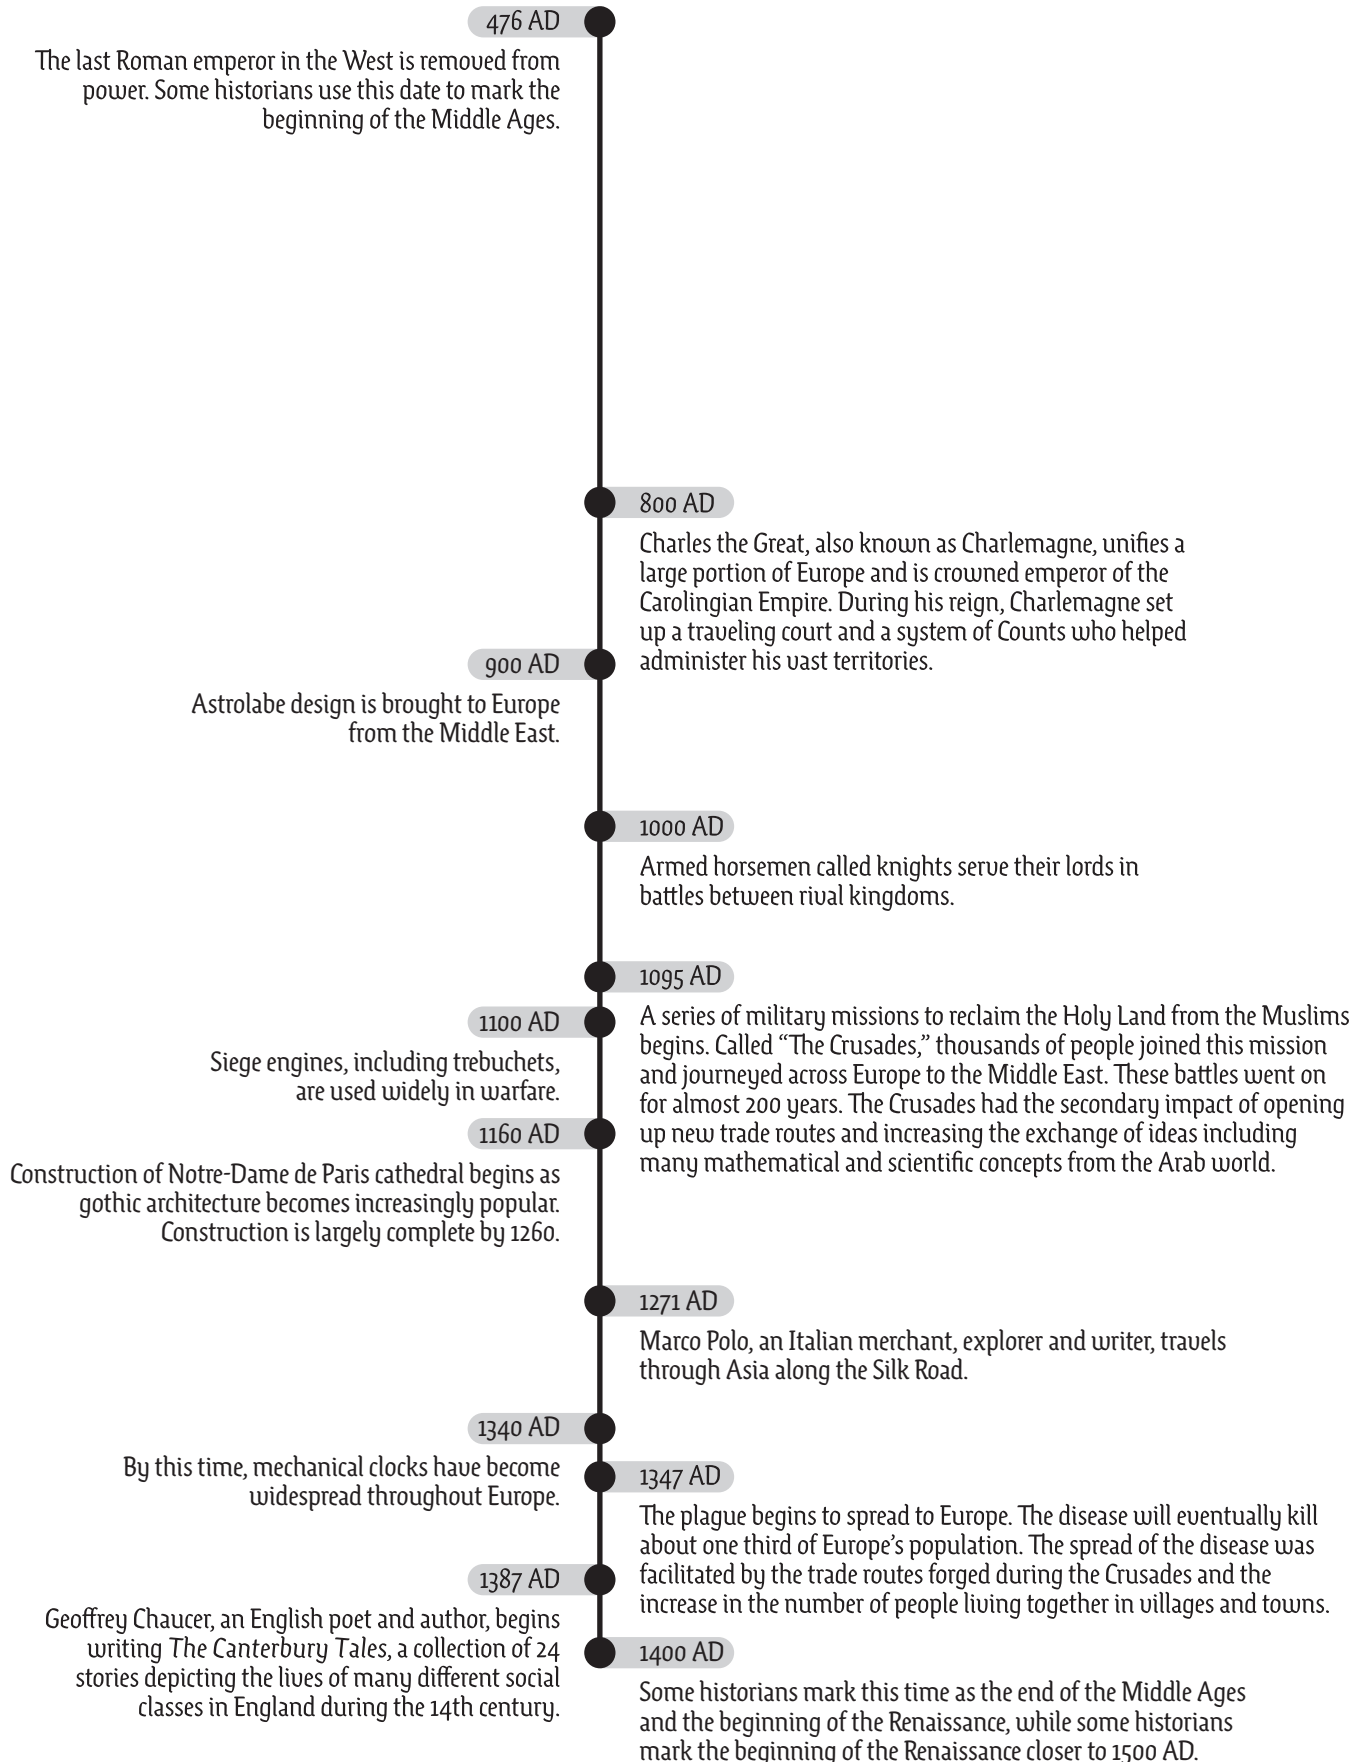 476 AD
The last Roman emperor in the West is removed from
power. Some historians use this date to mark the
beginning of the Middle Ages.
800 AD
Charles the Great, also known as Charlemagne, unifies a
large portion of Europe and is crowned emperor of the
Carolingian Empire. During his reign, Charlemagne set
up a traveling court and a system of Counts who helped
administer his vast territories.
900 AD
Astrolabe design is brought to Europe
from the Middle East.
1000 AD
Armed horsemen called knights serve their lords in
battles between rival kingdoms.
1095 AD
A series of military missions to reclaim the Holy Land from the Muslims
begins. Called “The Crusades,” thousands of people joined this mission
and journeyed across Europe to the Middle East. These battles went on
for almost 200 years. The Crusades had the secondary impact of opening
up new trade routes and increasing the exchange of ideas including
many mathematical and scientific concepts from the Arab world.
1100 AD
Siege engines, including trebuchets,
are used widely in warfare.
1160 AD
Construction of Notre-Dame de Paris cathedral begins as
gothic architecture becomes increasingly popular.
Construction is largely complete by 1260.
1271 AD
Marco Polo, an Italian merchant, explorer and writer, travels
through Asia along the Silk Road.
1340 AD
By this time, mechanical clocks have become
widespread throughout Europe.
1347 AD
The plague begins to spread to Europe. The disease will eventually kill
about one third of Europe’s population. The spread of the disease was
facilitated by the trade routes forged during the Crusades and the
increase in the number of people living together in villages and towns.
1387 AD
Geoffrey Chaucer, an English poet and author, begins
writing The Canterbury Tales, a collection of 24
stories depicting the lives of many different social
classes in England during the 14th century.
1400 AD
Some historians mark this time as the end of the Middle Ages
and the beginning of the Renaissance, while some historians
mark the beginning of the Renaissance closer to 1500 AD.